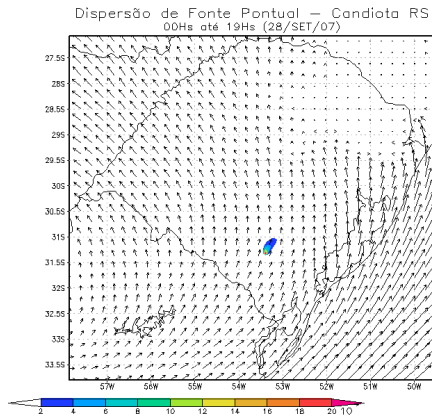 Dispersão de Fonte Pontual – Candiota RS
00Hs até 19Hs (28/SET/07)
27.5S
28S
28.5S
29S
29.5S
30S
30.5S
31S
31.5S
32S
32.5S
33S
33.5S
57W 56W 55W 54W 53W 52W 51W 50W
2 4 6 8 10 12 14 16 18 20 10